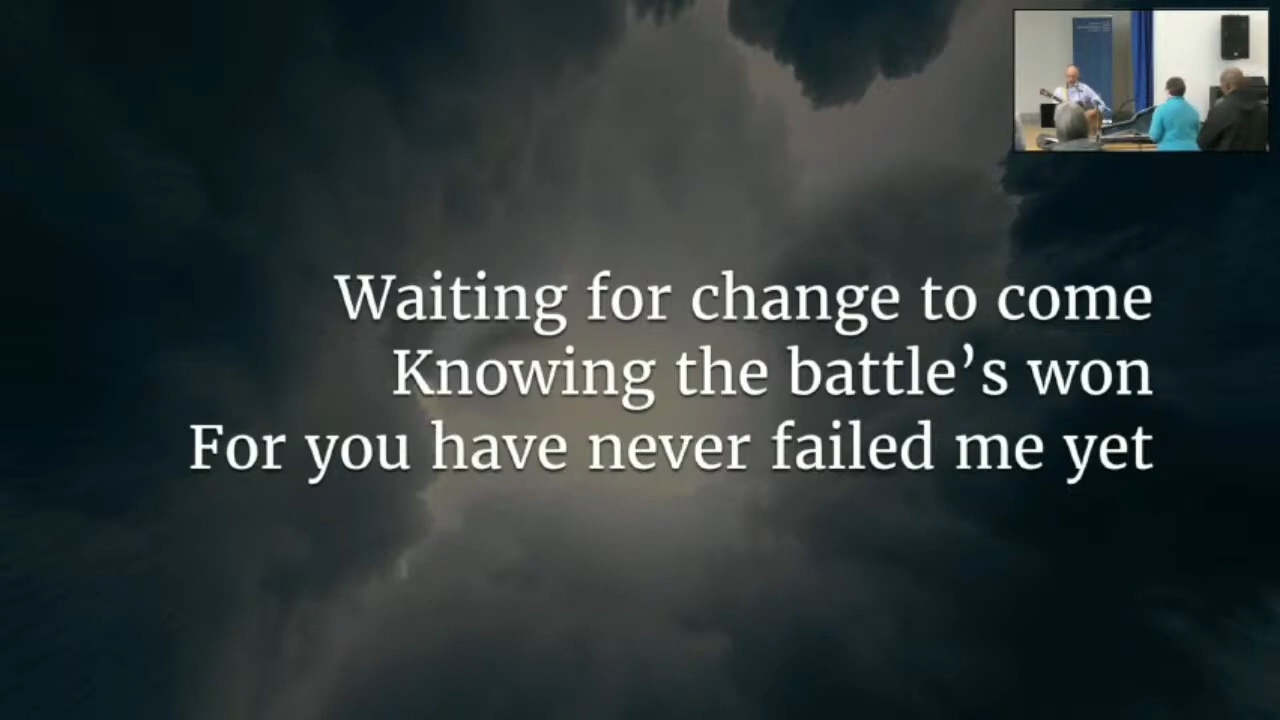 Waiting for change to come
Knowing the battle’s won
For you have never failed me yet